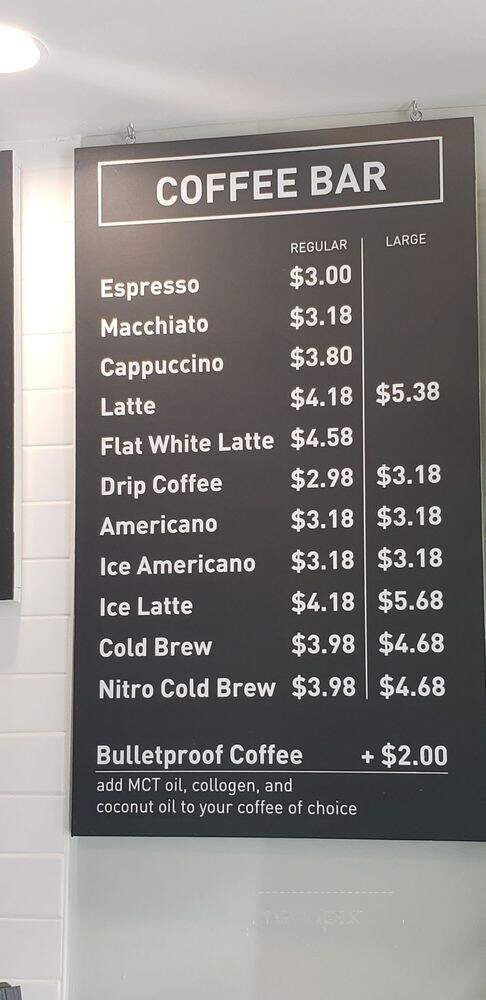 COFFEE BAR
REGULAR LARGE
Espresso $3.00
Macchiato $3.18
Cappuccino $3.80
Latte $4.18 $5.38
Flat White Latte $4.58
Drip Coffee $2.98 $3.18
Americano $3.18 $3.18
Ice Americano $3.18 $3.18
Ice Latte $4.18 $5.68
Cold Brew $3.98 $4.68
Nitro Cold Brew $3.98 $4.68
Bulletproof Coffee + $2.00
add MCT oil, collogen, and
coconut oil to your coffee of choice